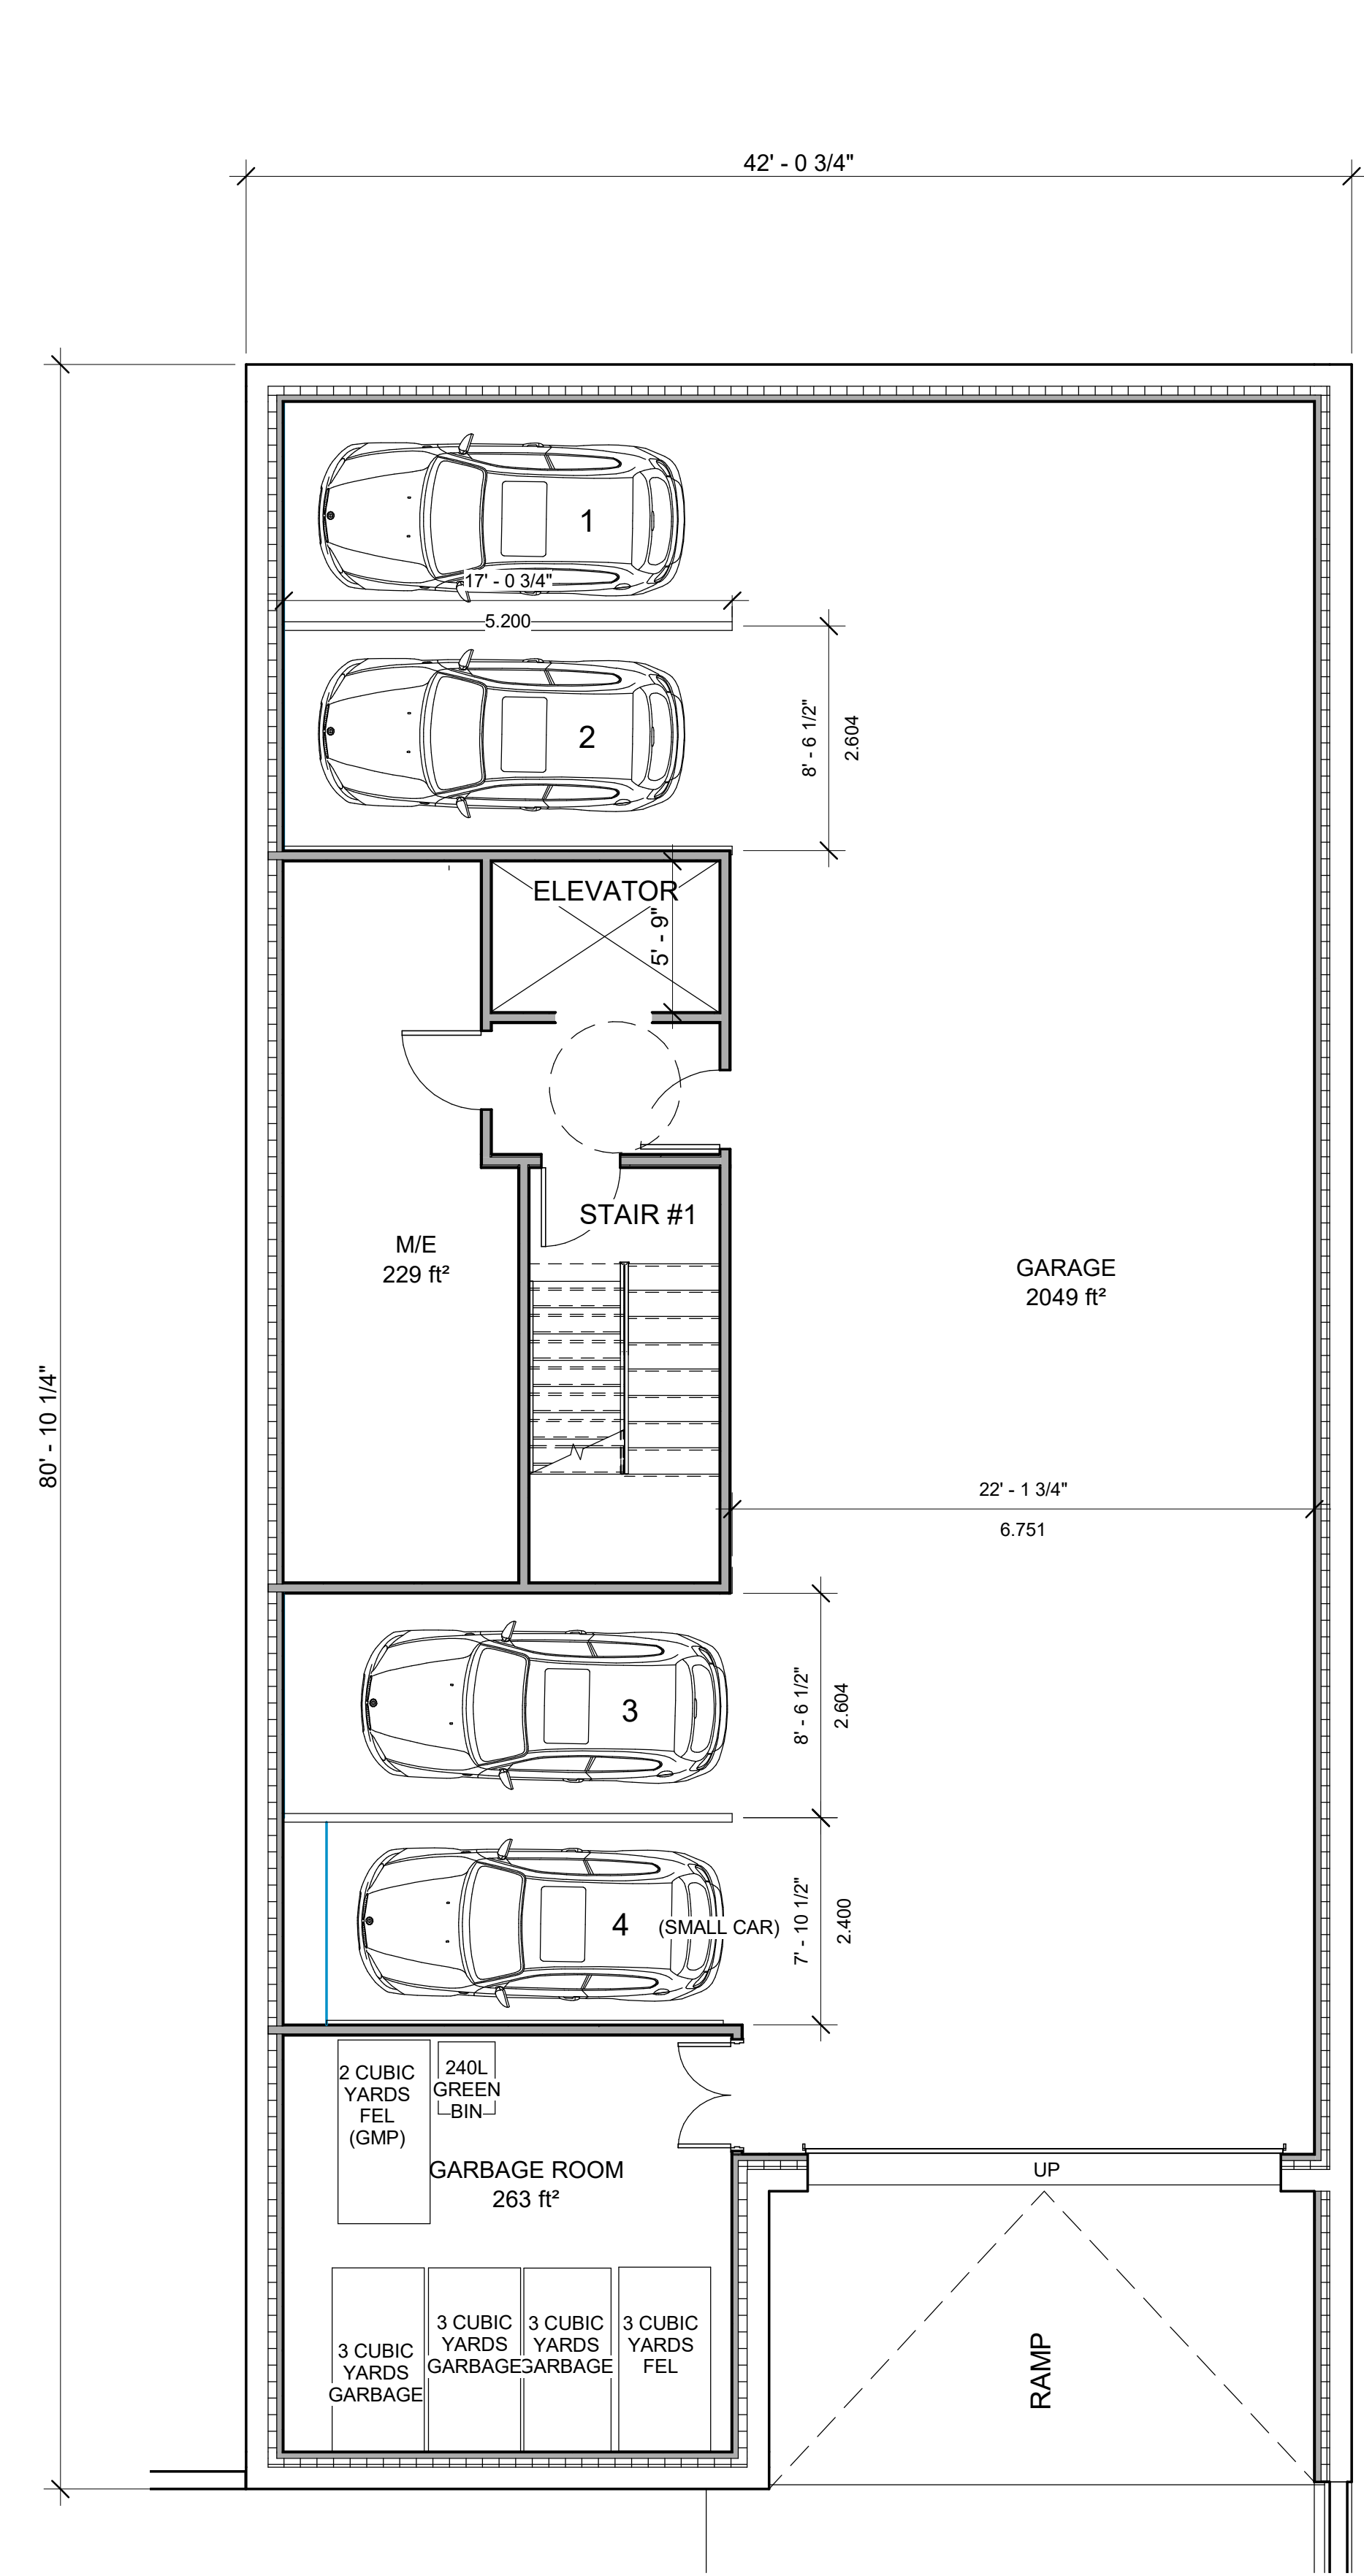 42' - 0 3/4"
1
17' - 0 3/4"
5.200
2
8' - 6 1/2"
2.604
ELEVATOR
5' - 9"
STAIR #1
M/E
229 ft²
GARAGE
2049 ft²
80' - 10 1/4"
22' - 1 3/4"
6.751
3
8' - 6 1/2"
2.604
4
(SMALL CAR)
7' - 10 1/2"
2.400
2 CUBIC
YARDS
FEL
(GMP)
240L
GREEN
BIN
GARBAGE ROOM
263 ft²
UP
3 CUBIC
YARDS
GARBAGE
3 CUBIC
YARDS
GARBAGE
3 CUBIC
YARDS
GARBAGE
3 CUBIC
YARDS
FEL
RAMP